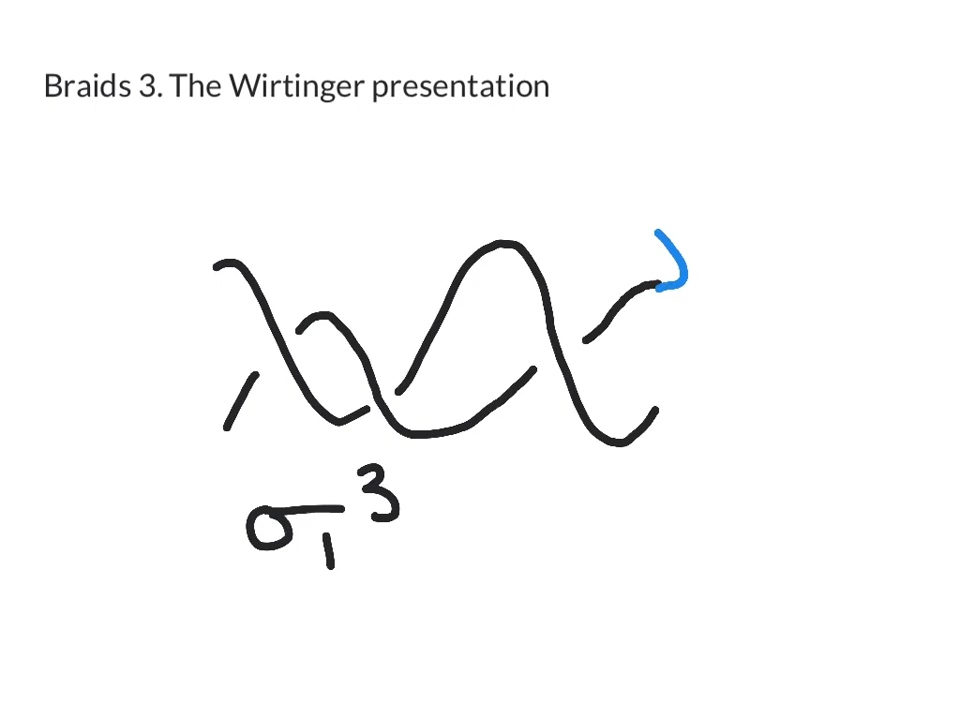 Braids 3. The Wirtinger presentation
σ₁³